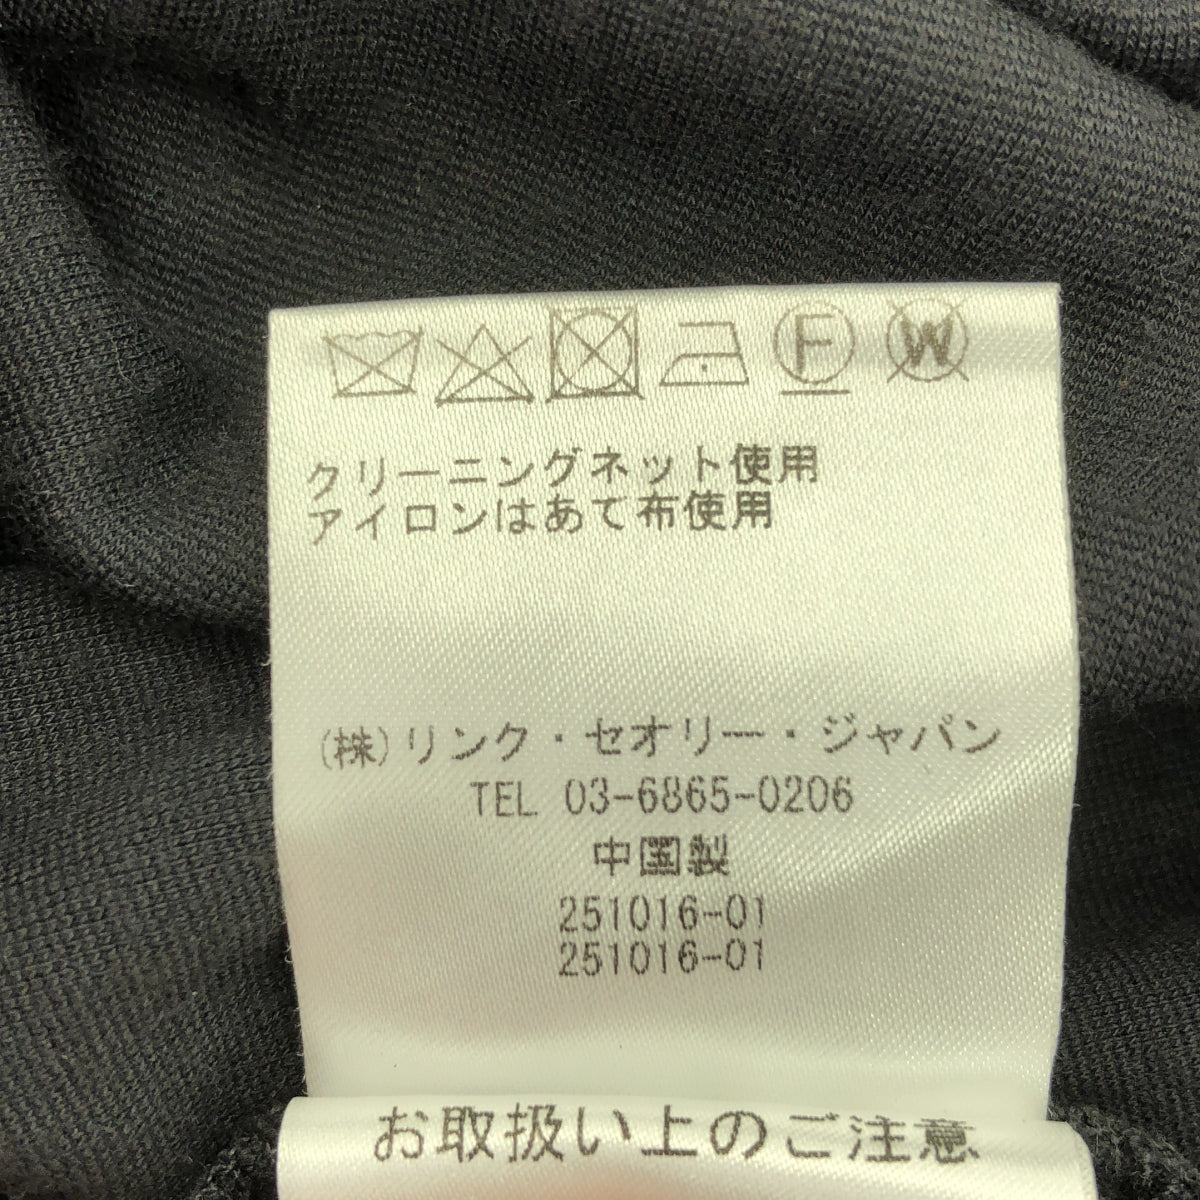 F W
クリーニングネット使用
アイロンはあて布使用
(株)リンク・セオリー・ジャパン
TEL 03-6865-0206
中国製
251016-01
251016-01
お取扱い上のご注意